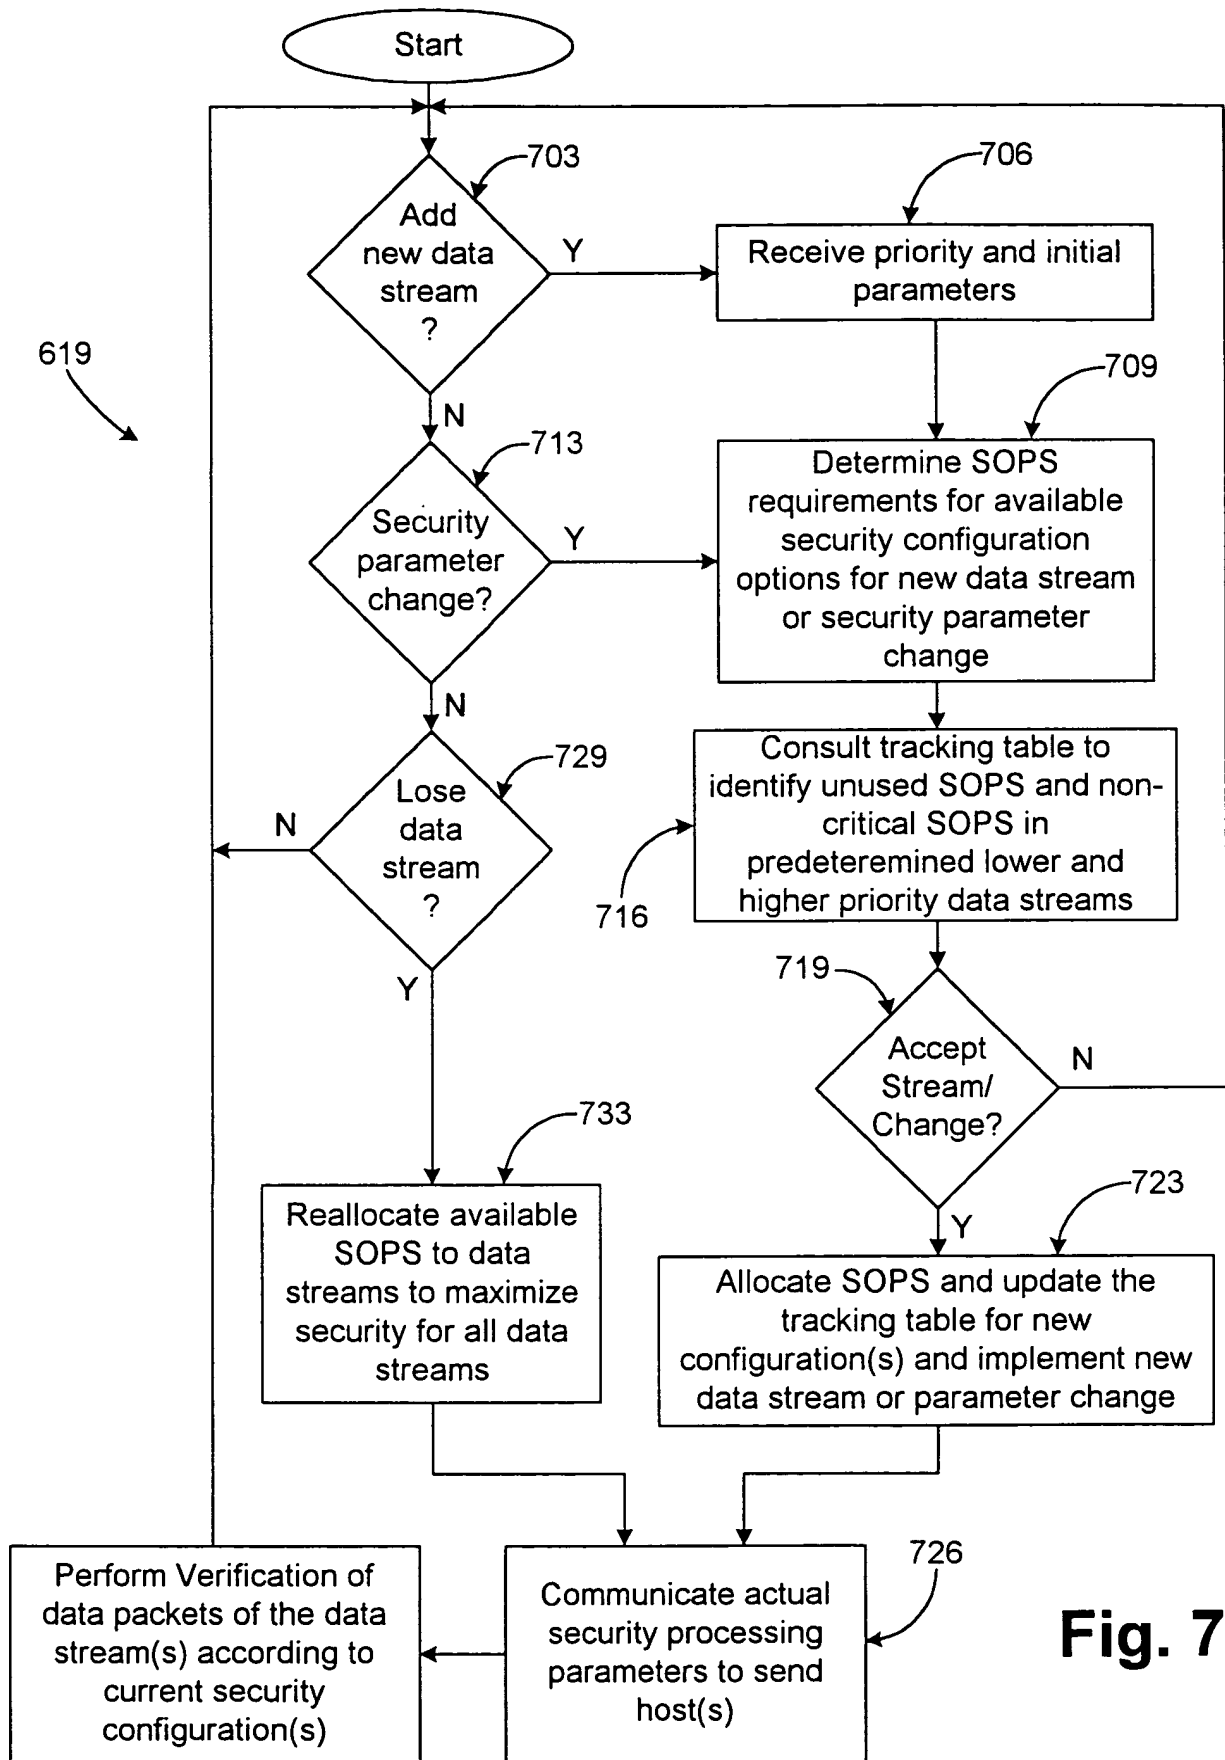 Start
703
Add
new data
stream
?
Y
N
706
Receive priority and initial
parameters
619
709
Determine SOPS
requirements for available
security configuration
options for new data stream
or security parameter
change
713
Security
parameter
change?
Y
N
716
Consult tracking table to
identify unused SOPS and non-
critical SOPS in
predeteremined lower and
higher priority data streams
729
Lose
data
stream
?
N
Y
719
Accept
Stream/
Change?
N
Y
733
Reallocate available
SOPS to data
streams to maximize
security for all data
streams
723
Allocate SOPS and update the
tracking table for new
configuration(s) and implement new
data stream or parameter change
726
Communicate actual
security processing
parameters to send
host(s)
Perform Verification of
data packets of the data
stream(s) according to
current security
configuration(s)
Fig. 7